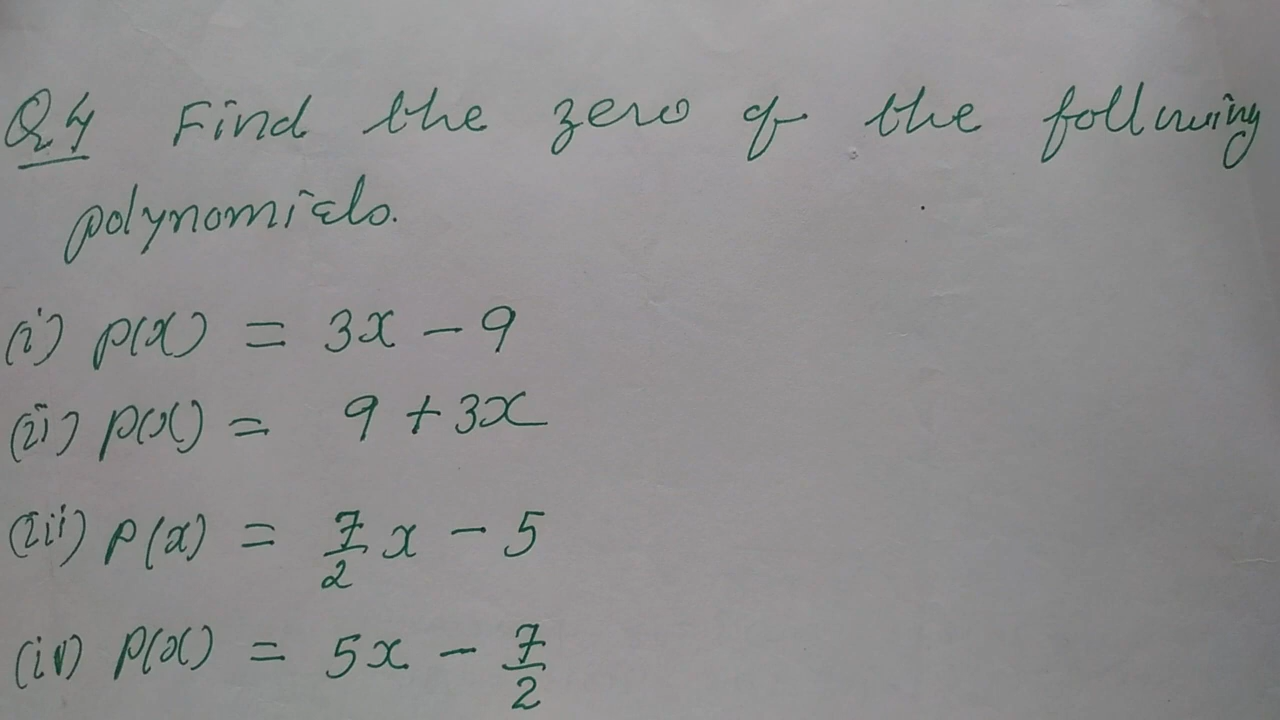 Q4 Find the zero of the following
polynomials.
(i) p(x) = 3x - 9
(ii) p(x) = 9 + 3x
(iii) p(x) = 7/2 x - 5
(iv) p(x) = 5x - 7/2